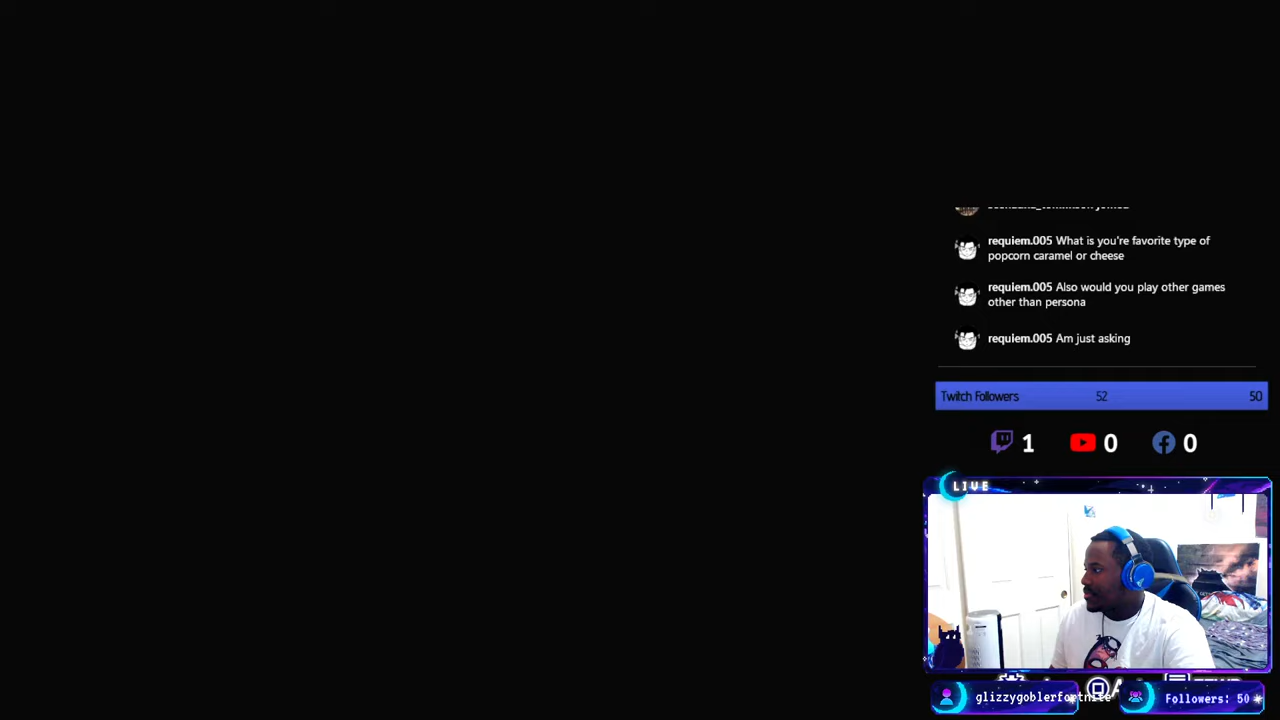 joined
requiem.005 What is you're favorite type of
popcorn caramel or cheese
requiem.005 Also would you play other games
other than persona
requiem.005 Am just asking
Twitch Followers 52 50
1 0 0
LIVE
glizzygoblerfortnite
Followers: 50